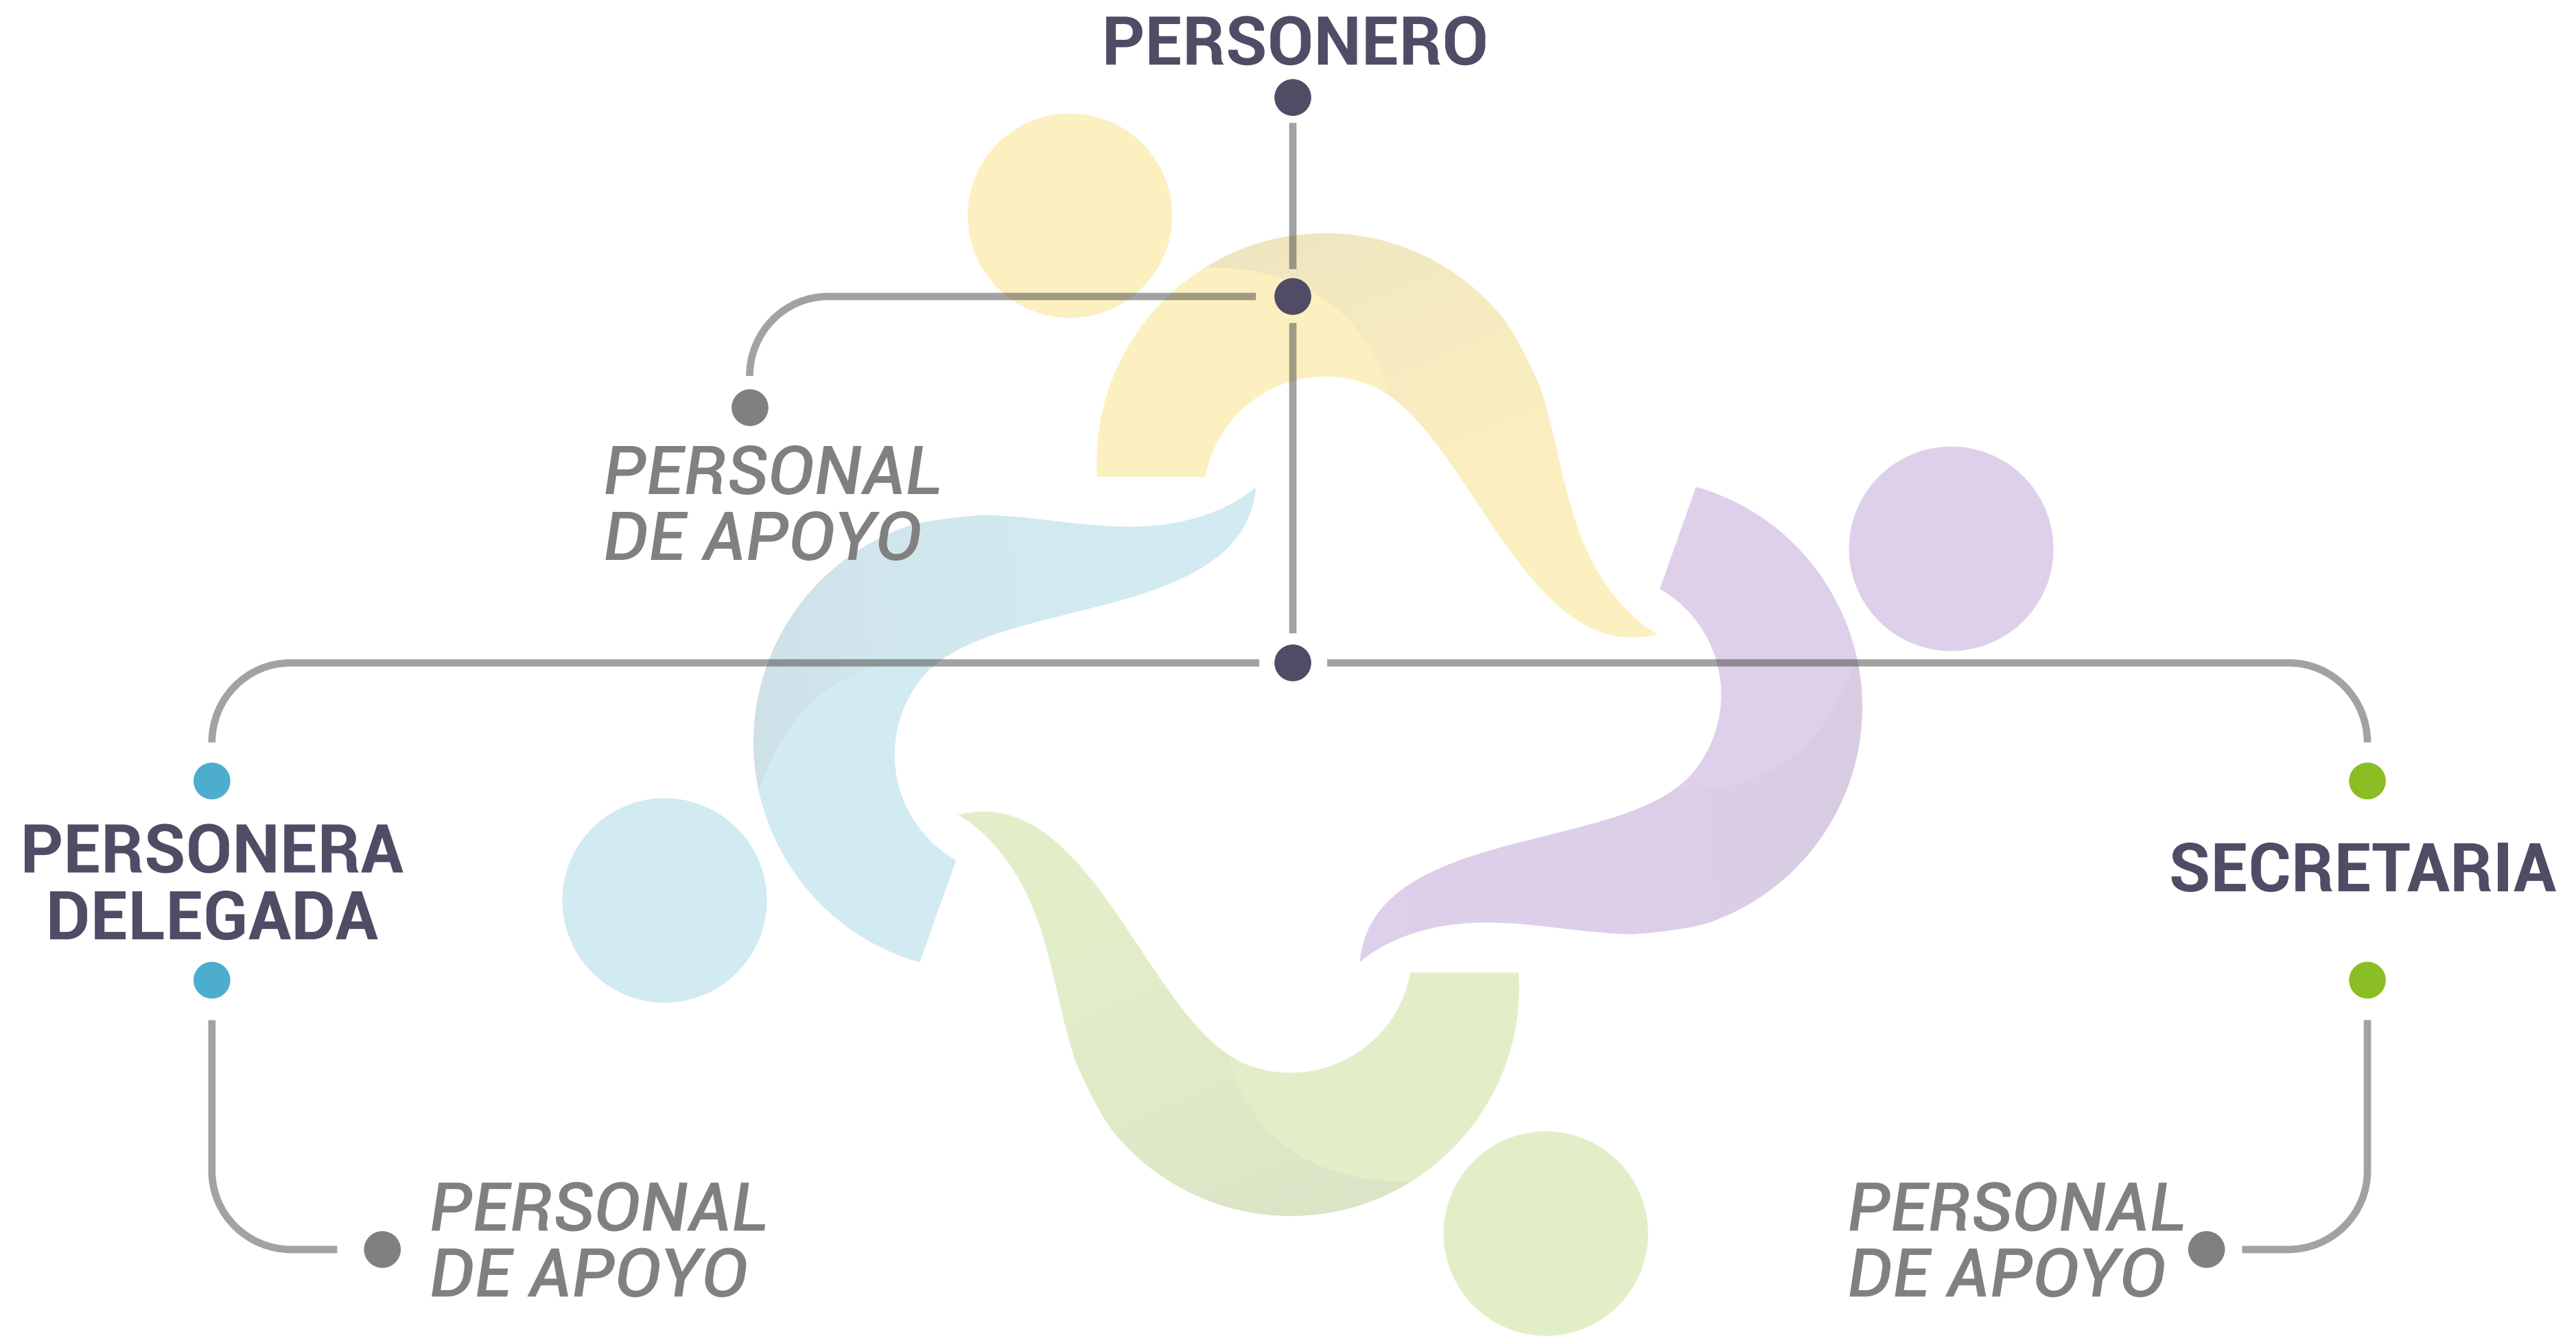 PERSONERO
PERSONAL
DE APOYO
PERSONERA
DELEGADA
SECRETARIA
PERSONAL
DE APOYO
PERSONAL
DE APOYO